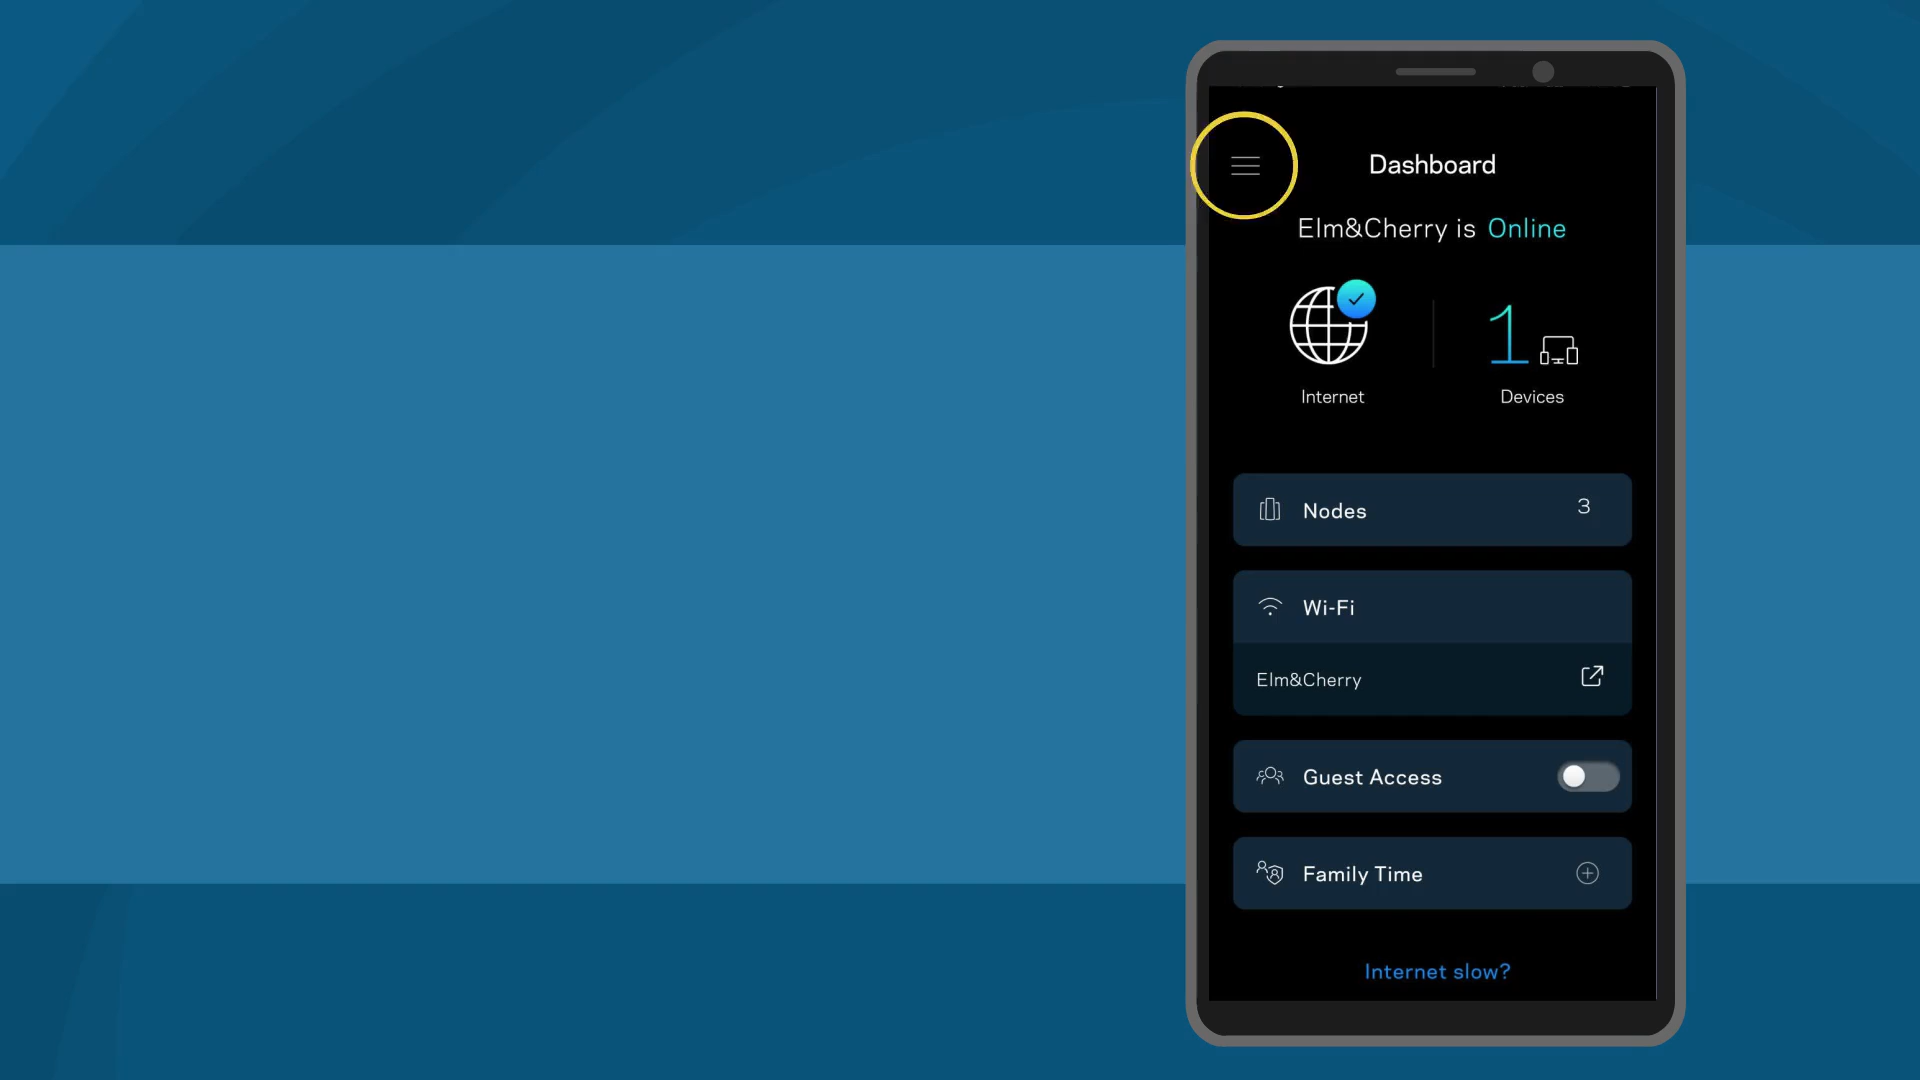 Dashboard
Elm&Cherry is Online
1
Internet
Devices
Nodes 3
Wi-Fi
Elm&Cherry
Guest Access
Family Time
Internet slow?